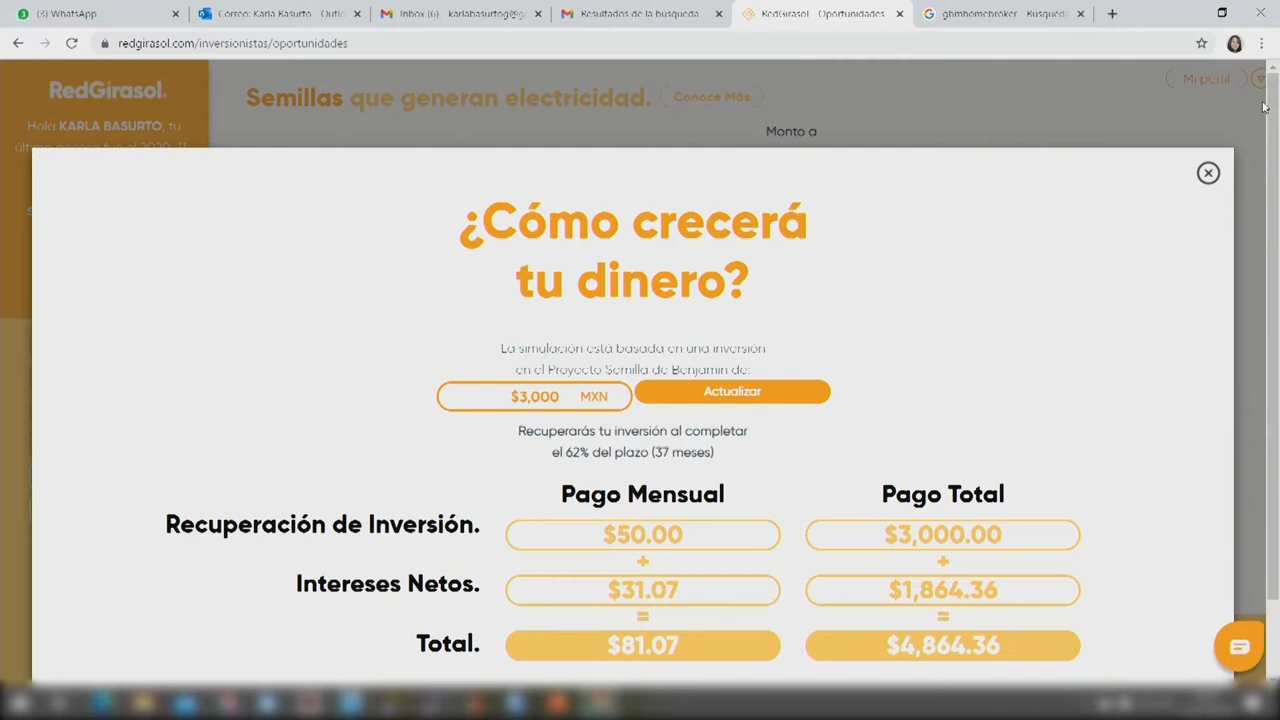 (3) WhatsApp
Correo: Karla Basurto - Outlo
Inbox (6) - karlabasurtog@g
Resultados de la búsqueda
RedGirasol - Oportunidades
gbmhomebroker - Búsqued
redgirasol.com/inversionistas/oportunidades
RedGirasol.
Mi perfil
Semillas que generan electricidad.
Conoce Más
Hola KARLA BASURTO, tu
Monto a
¿Cómo crecerá
tu dinero?
La simulación está basada en una inversión
en el Proyecto Semilla de Benjamin de:
$3,000 MXN
Actualizar
Recuperarás tu inversión al completar
el 62% del plazo (37 meses)
Pago Mensual
Pago Total
Recuperación de Inversión.
$50.00
$3,000.00
+
+
Intereses Netos.
$31.07
$1,864.36
=
=
Total.
$81.07
$4,864.36